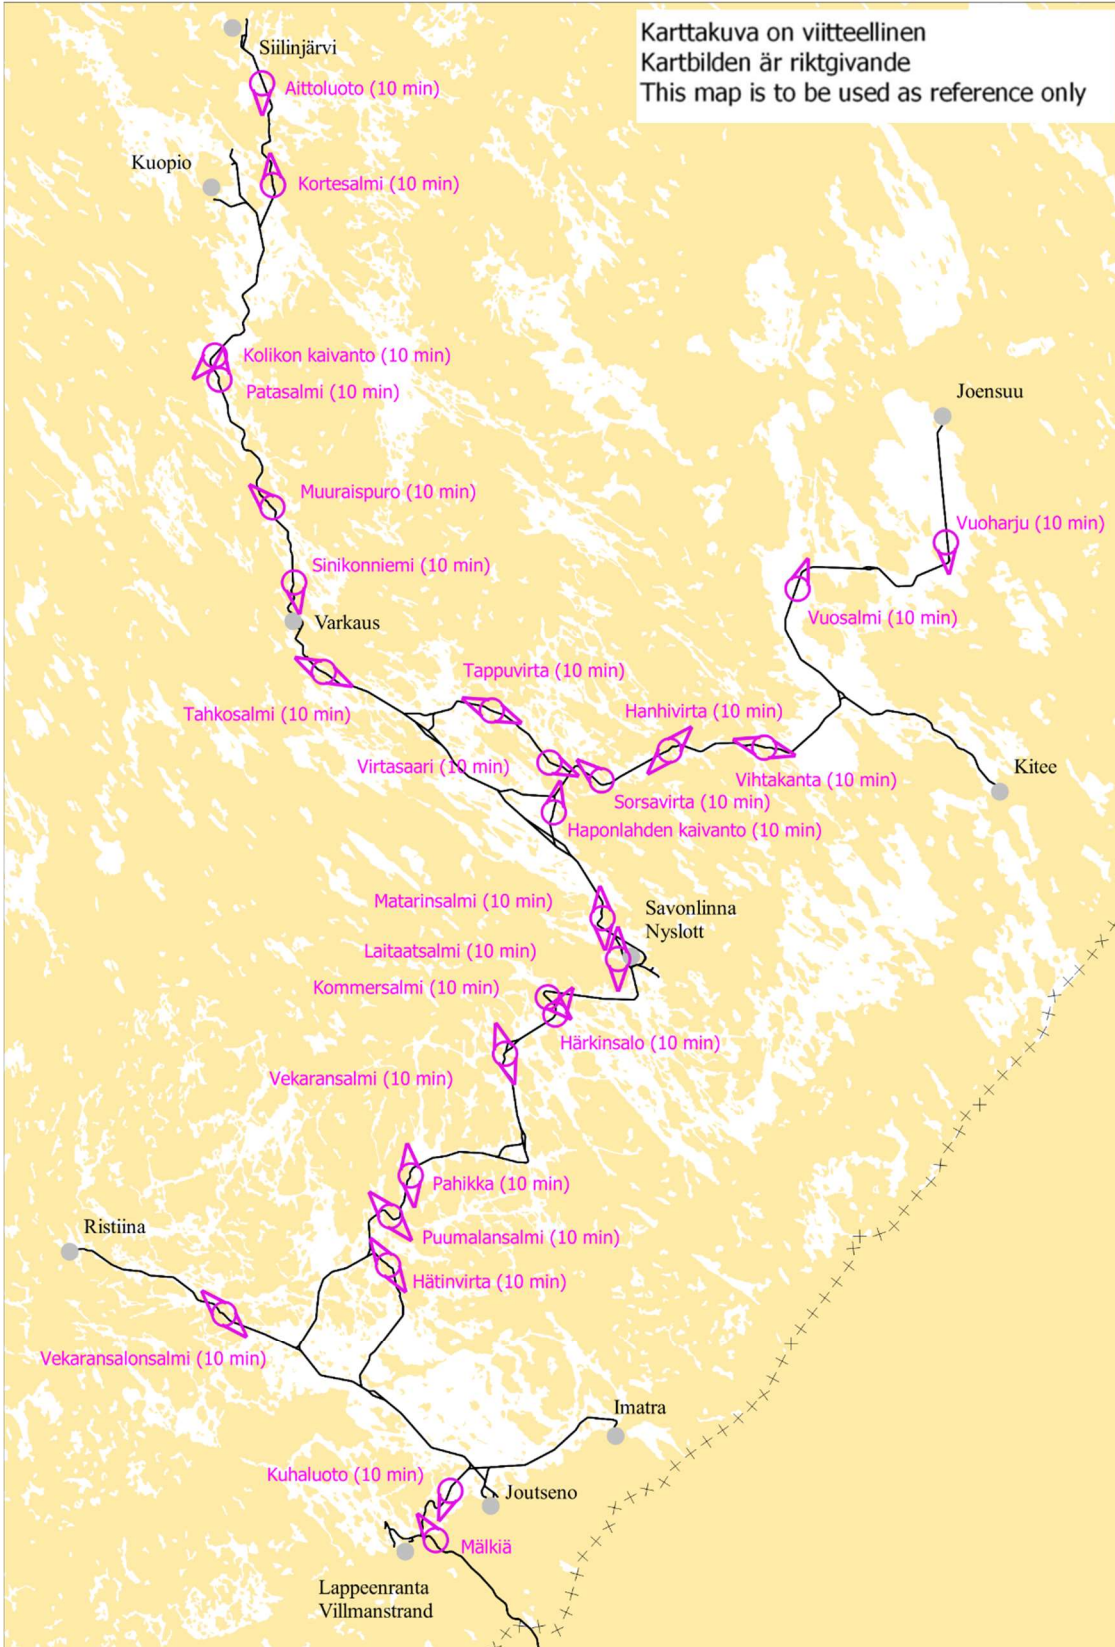 Karttakuva on viitteellinen
Kartbilden är riktgivande
This map is to be used as reference only
Siilinjärvi
Aittoluoto (10 min)
Kuopio
Kortesalmi (10 min)
Kolikon kaivanto (10 min)
Patasalmi (10 min)
Joensuu
Muuraispuro (10 min)
Vuoharju (10 min)
Sinikonniemi (10 min)
Varkaus
Vuosalmi (10 min)
Tappuvirta (10 min)
Tahkosalmi (10 min)
Hanhivirta (10 min)
Virtasaari (10 min)
Vihtakanta (10 min)
Kitee
Sorsavirta (10 min)
Haponlahden kaivanto (10 min)
Matarinsalmi (10 min)
Savonlinna
Nyslott
Laitaatsalmi (10 min)
Kommersalmi (10 min)
Härkinsalo (10 min)
Vekaransalmi (10 min)
Pahikka (10 min)
Ristiina
Puumalansalmi (10 min)
Hätinvirta (10 min)
Vekaransalonsalmi (10 min)
Imatra
Kuhaluoto (10 min)
Joutseno
Mälkiä
Lappeenranta
Villmanstrand